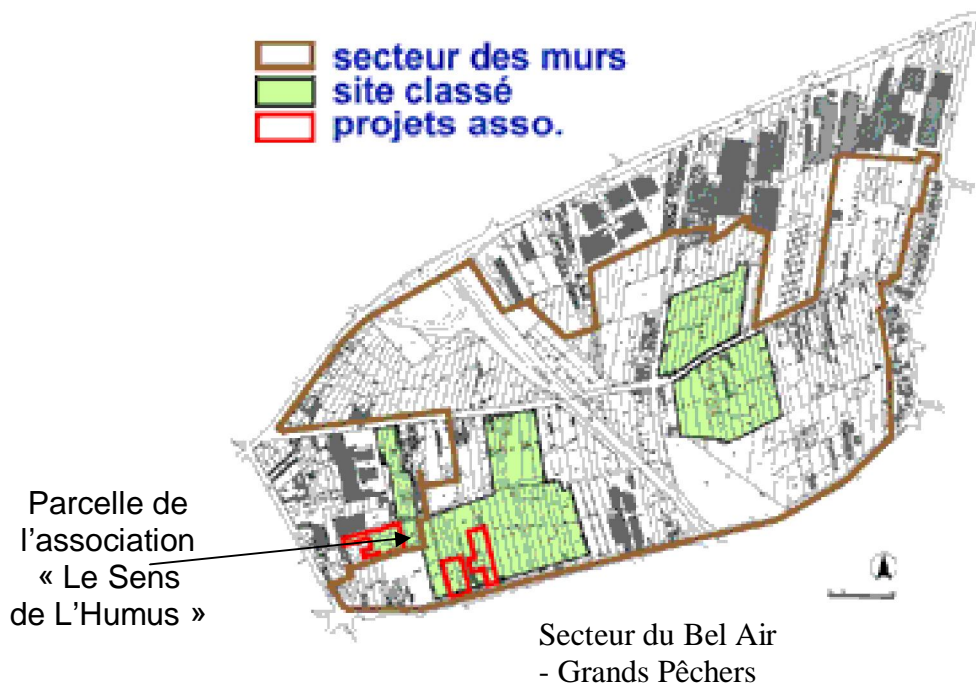 secteur des murs
site classé
projets asso.
Parcelle de
l'association
« Le Sens
de L'Humus »
Secteur du Bel Air
- Grands Pêchers